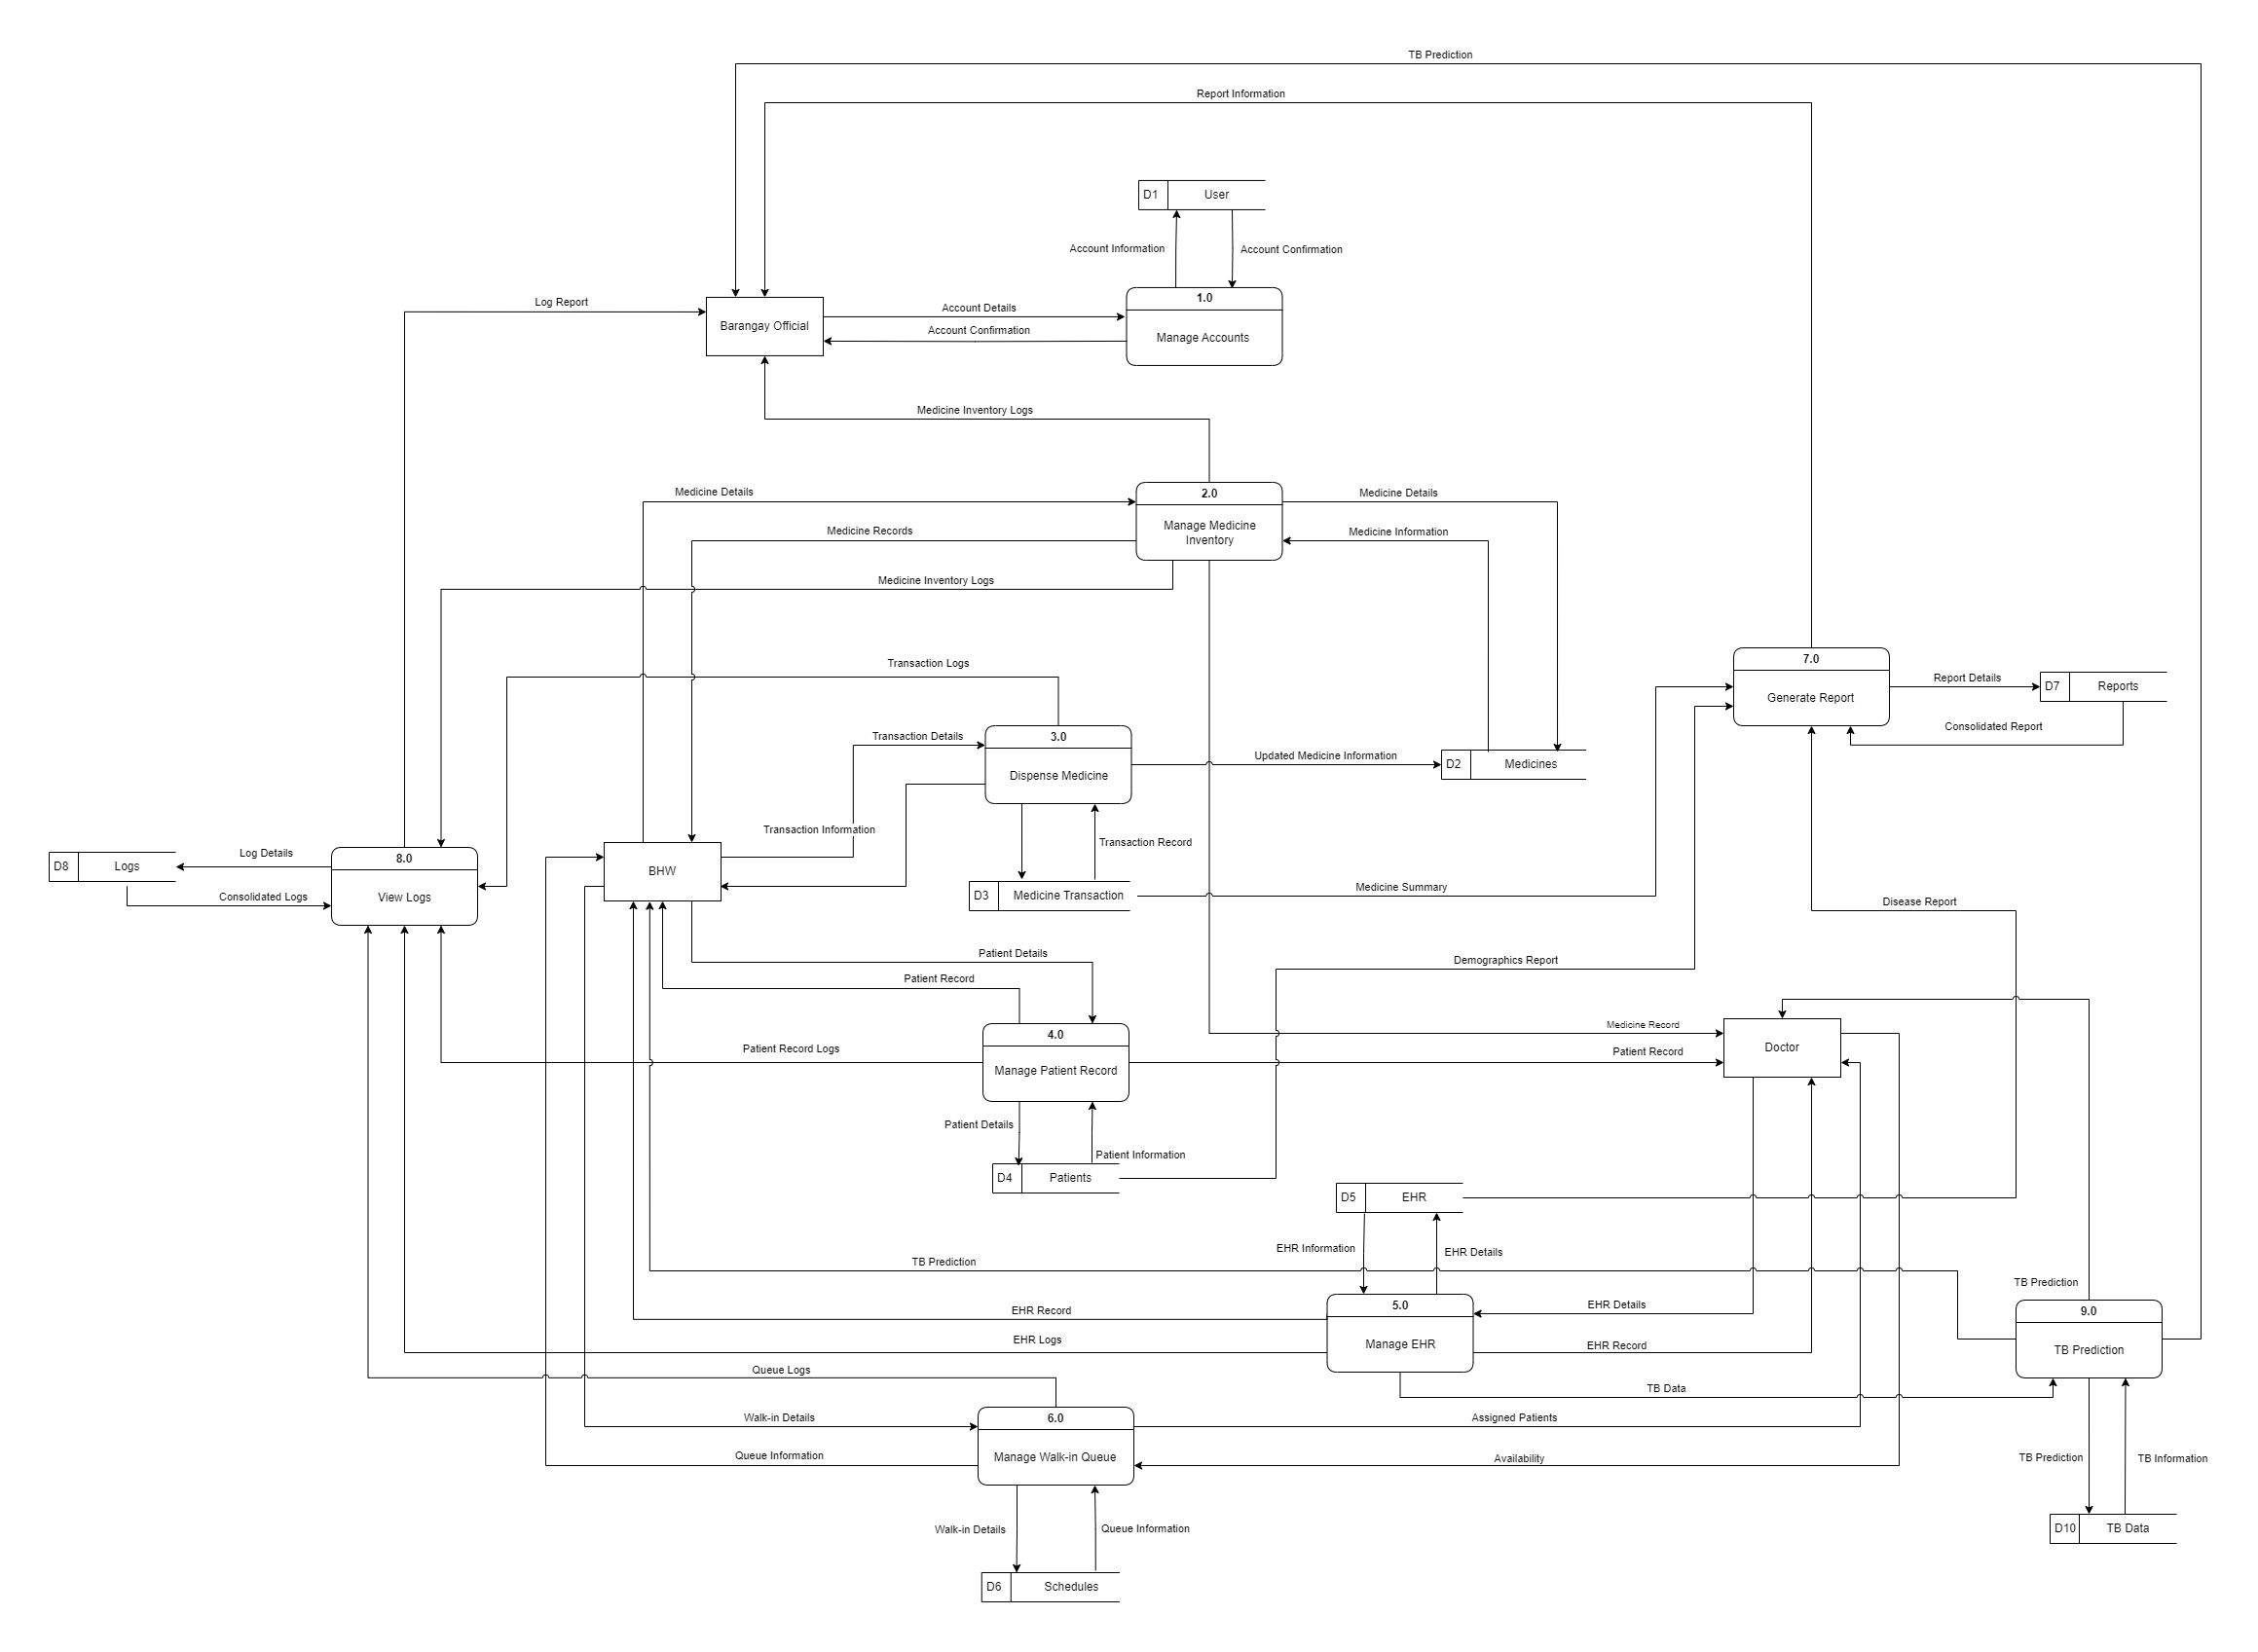 TB Prediction
Report Information
D1
User
Account Information
Account Confirmation
1.0
Log Report
Account Details
Barangay Official
Account Confirmation
Manage Accounts
Medicine Inventory Logs
Medicine Details
2.0
Medicine Details
Medicine Records
Manage Medicine
Inventory
Medicine Information
Medicine Inventory Logs
Transaction Logs
7.0
Report Details
D7
Reports
Generate Report
Consolidated Report
Transaction Details
3.0
Updated Medicine Information
D2
Medicines
Dispense Medicine
Transaction Information
Transaction Record
Log Details
8.0
D8
Logs
BHW
Medicine Summary
Consolidated Logs
View Logs
D3
Medicine Transaction
Disease Report
Patient Details
Demographics Report
Patient Record
4.0
Medicine Record
Patient Record Logs
Patient Record
Doctor
Manage Patient Record
Patient Details
Patient Information
D4
Patients
D5
EHR
EHR Information
EHR Details
TB Prediction
TB Prediction
5.0
EHR Details
EHR Record
9.0
EHR Logs
Manage EHR
EHR Record
TB Prediction
Queue Logs
TB Data
Walk-in Details
6.0
Assigned Patients
Queue Information
Manage Walk-in Queue
Availability
TB Prediction
TB Information
Walk-in Details
Queue Information
D10
TB Data
D6
Schedules